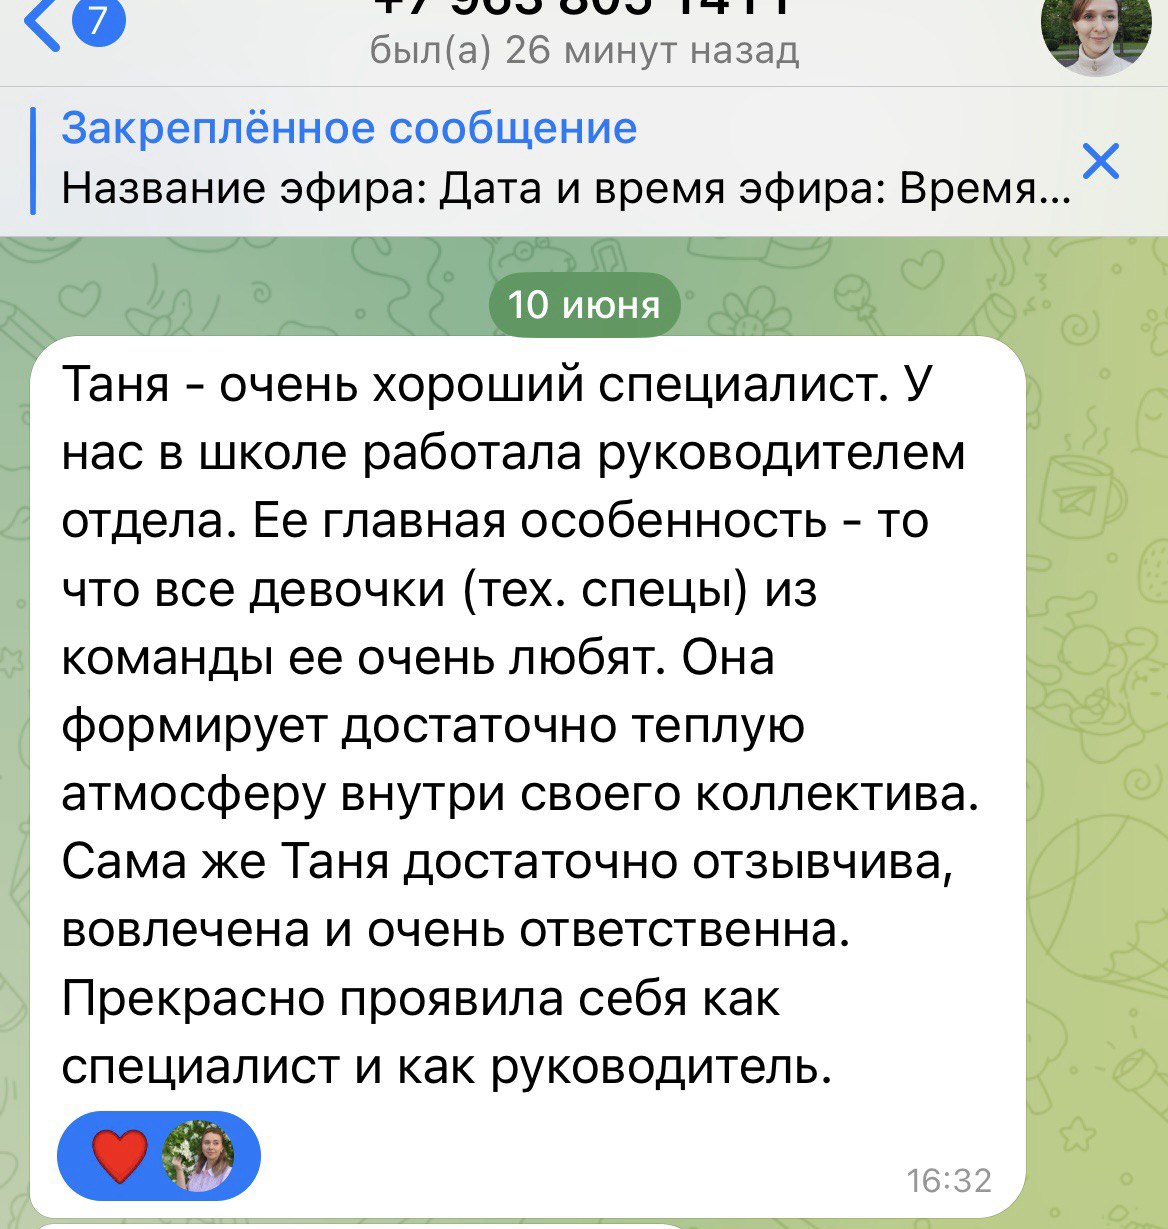 7
был(а) 26 минут назад
Закреплённое сообщение
Название эфира: Дата и время эфира: Время...
10 июня
Таня - очень хороший специалист. У
нас в школе работала руководителем
отдела. Ее главная особенность - то
что все девочки (тех. спецы) из
команды ее очень любят. Она
формирует достаточно теплую
атмосферу внутри своего коллектива.
Сама же Таня достаточно отзывчива,
вовлечена и очень ответственна.
Прекрасно проявила себя как
специалист и как руководитель.
16:32